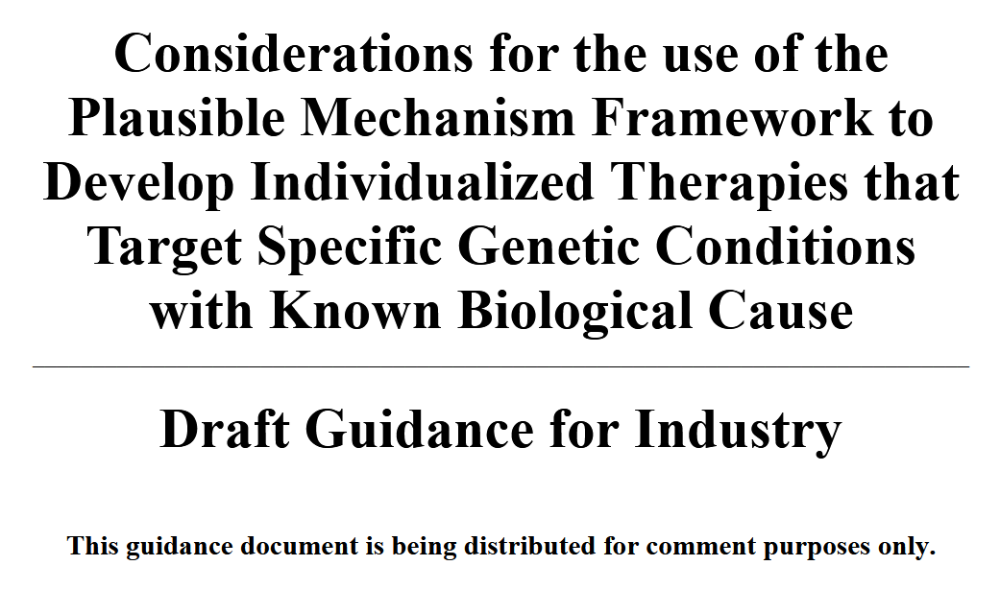 Considerations for the use of the
Plausible Mechanism Framework to
Develop Individualized Therapies that
Target Specific Genetic Conditions
with Known Biological Cause
Draft Guidance for Industry
This guidance document is being distributed for comment purposes only.